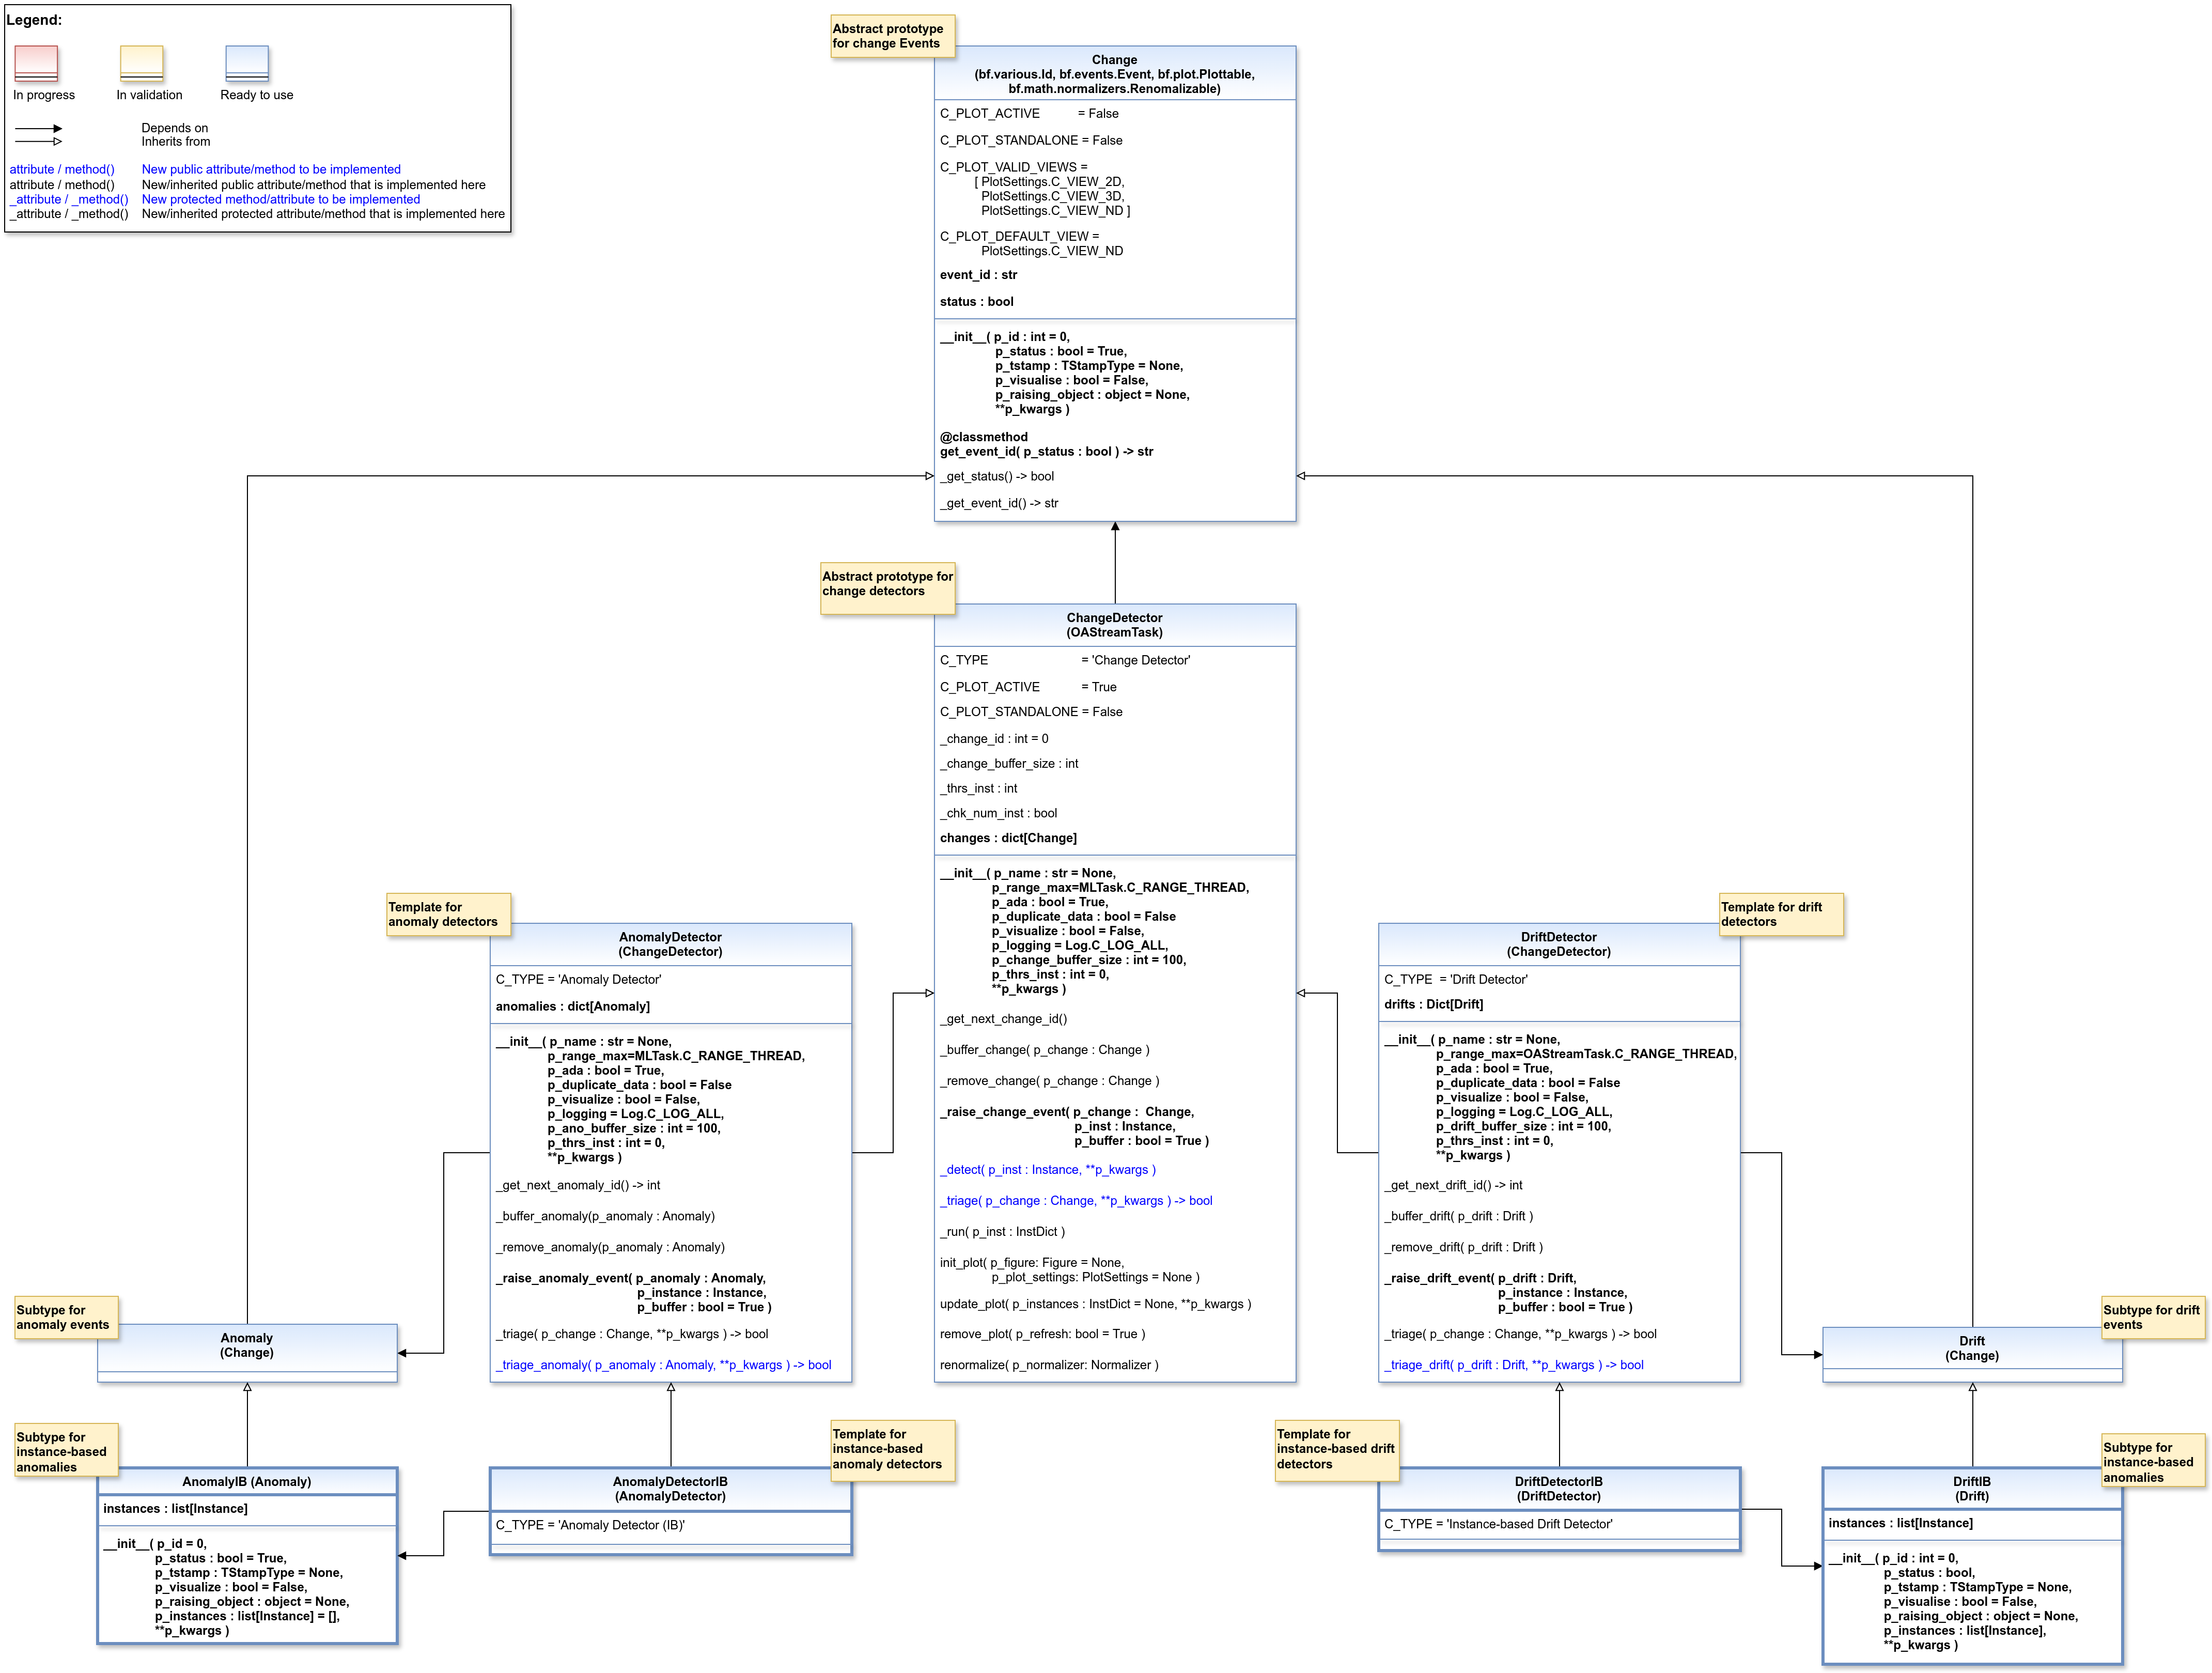 Legend:
In progress
In validation
Ready to use
Depends on
Inherits from
attribute / method() New public attribute/method to be implemented
attribute / method() New/inherited public attribute/method that is implemented here
_attribute / _method() New protected method/attribute to be implemented
_attribute / _method() New/inherited protected attribute/method that is implemented here
Abstract prototype
for change Events
Change
(bf.various.Id, bf.events.Event, bf.plot.Plottable,
bf.math.normalizers.Renomalizable)
C_PLOT_ACTIVE = False
C_PLOT_STANDALONE = False
C_PLOT_VALID_VIEWS =
[ PlotSettings.C_VIEW_2D,
PlotSettings.C_VIEW_3D,
PlotSettings.C_VIEW_ND ]
C_PLOT_DEFAULT_VIEW =
PlotSettings.C_VIEW_ND
event_id : str
status : bool
__init__( p_id : int = 0,
p_status : bool = True,
p_tstamp : TStampType = None,
p_visualise : bool = False,
p_raising_object : object = None,
**p_kwargs )
@classmethod
get_event_id( p_status : bool ) -> str
_get_status() -> bool
_get_event_id() -> str
Abstract prototype for
change detectors
ChangeDetector
(OAStreamTask)
C_TYPE = 'Change Detector'
C_PLOT_ACTIVE = True
C_PLOT_STANDALONE = False
_change_id : int = 0
_change_buffer_size : int
_thrs_inst : int
_chk_num_inst : bool
changes : dict[Change]
__init__( p_name : str = None,
p_range_max=MLTask.C_RANGE_THREAD,
p_ada : bool = True,
p_duplicate_data : bool = False
p_visualize : bool = False,
p_logging = Log.C_LOG_ALL,
p_change_buffer_size : int = 100,
p_thrs_inst : int = 0,
**p_kwargs )
_get_next_change_id()
_buffer_change( p_change : Change )
_remove_change( p_change : Change )
_raise_change_event( p_change : Change,
p_inst : Instance,
p_buffer : bool = True )
_detect( p_inst : Instance, **p_kwargs )
_triage( p_change : Change, **p_kwargs ) -> bool
_run( p_inst : InstDict )
init_plot( p_figure: Figure = None,
p_plot_settings: PlotSettings = None )
update_plot( p_instances : InstDict = None, **p_kwargs )
remove_plot( p_refresh: bool = True )
renormalize( p_normalizer: Normalizer )
Template for
anomaly detectors
AnomalyDetector
(ChangeDetector)
C_TYPE = 'Anomaly Detector'
anomalies : dict[Anomaly]
__init__( p_name : str = None,
p_range_max=MLTask.C_RANGE_THREAD,
p_ada : bool = True,
p_duplicate_data : bool = False
p_visualize : bool = False,
p_logging = Log.C_LOG_ALL,
p_ano_buffer_size : int = 100,
p_thrs_inst : int = 0,
**p_kwargs )
_get_next_anomaly_id() -> int
_buffer_anomaly(p_anomaly : Anomaly)
_remove_anomaly(p_anomaly : Anomaly)
_raise_anomaly_event( p_anomaly : Anomaly,
p_instance : Instance,
p_buffer : bool = True )
_triage( p_change : Change, **p_kwargs ) -> bool
_triage_anomaly( p_anomaly : Anomaly, **p_kwargs ) -> bool
Template for drift
detectors
DriftDetector
(ChangeDetector)
C_TYPE = 'Drift Detector'
drifts : Dict[Drift]
__init__( p_name : str = None,
p_range_max=OAStreamTask.C_RANGE_THREAD,
p_ada : bool = True,
p_duplicate_data : bool = False
p_visualize : bool = False,
p_logging = Log.C_LOG_ALL,
p_drift_buffer_size : int = 100,
p_thrs_inst : int = 0,
**p_kwargs )
_get_next_drift_id() -> int
_buffer_drift( p_drift : Drift )
_remove_drift( p_drift : Drift )
_raise_drift_event( p_drift : Drift,
p_instance : Instance,
p_buffer : bool = True )
_triage( p_change : Change, **p_kwargs ) -> bool
_triage_drift( p_drift : Drift, **p_kwargs ) -> bool
Subtype for
anomaly events
Anomaly
(Change)
Subtype for drift
events
Drift
(Change)
Subtype for
instance-based
anomalies
AnomalyIB (Anomaly)
instances : list[Instance]
__init__( p_id = 0,
p_status : bool = True,
p_tstamp : TStampType = None,
p_visualize : bool = False,
p_raising_object : object = None,
p_instances : list[Instance] = [],
**p_kwargs )
Template for
instance-based
anomaly detectors
AnomalyDetectorIB
(AnomalyDetector)
C_TYPE = 'Anomaly Detector (IB)'
Template for
instance-based drift
detectors
DriftDetectorIB
(DriftDetector)
C_TYPE = 'Instance-based Drift Detector'
Subtype for
instance-based
anomalies
DriftIB
(Drift)
instances : list[Instance]
__init__( p_id : int = 0,
p_status : bool,
p_tstamp : TStampType = None,
p_visualise : bool = False,
p_raising_object : object = None,
p_instances : list[Instance],
**p_kwargs )